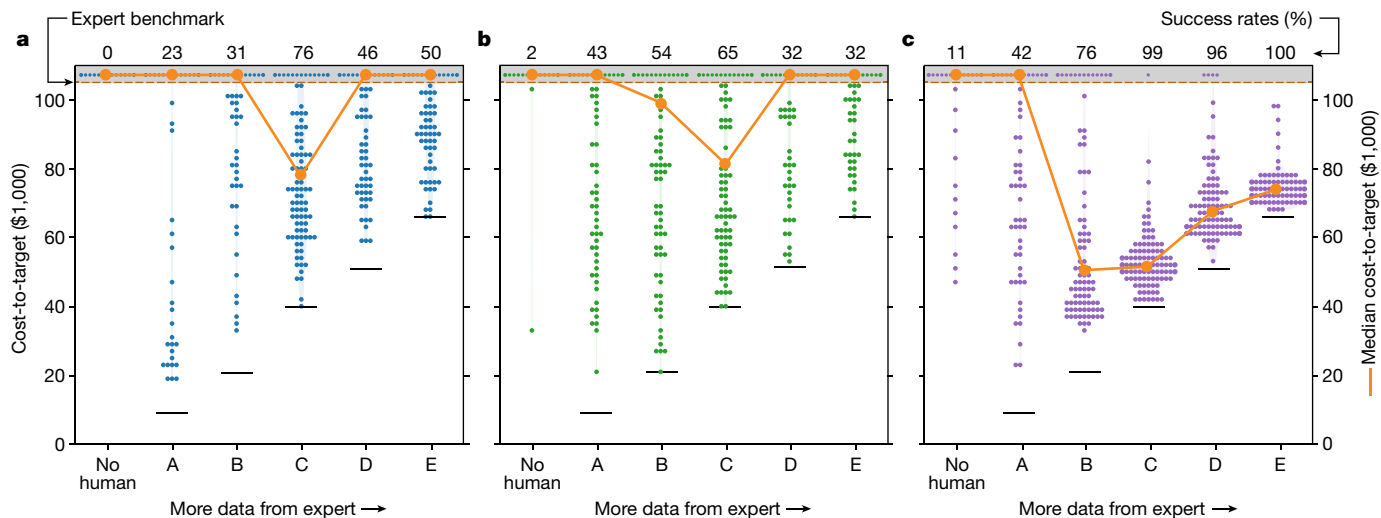 Expert benchmark
Success rates (%)
a
0 23 31 76 46 50
b
2 43 54 65 32 32
c
11 42 76 99 96 100
Cost-to-target ($1,000)
100
80
60
40
20
0
100
80
60
40
20
0
Median cost-to-target ($1,000)
No human A B C D E
No human A B C D E
No human A B C D E
More data from expert
More data from expert
More data from expert